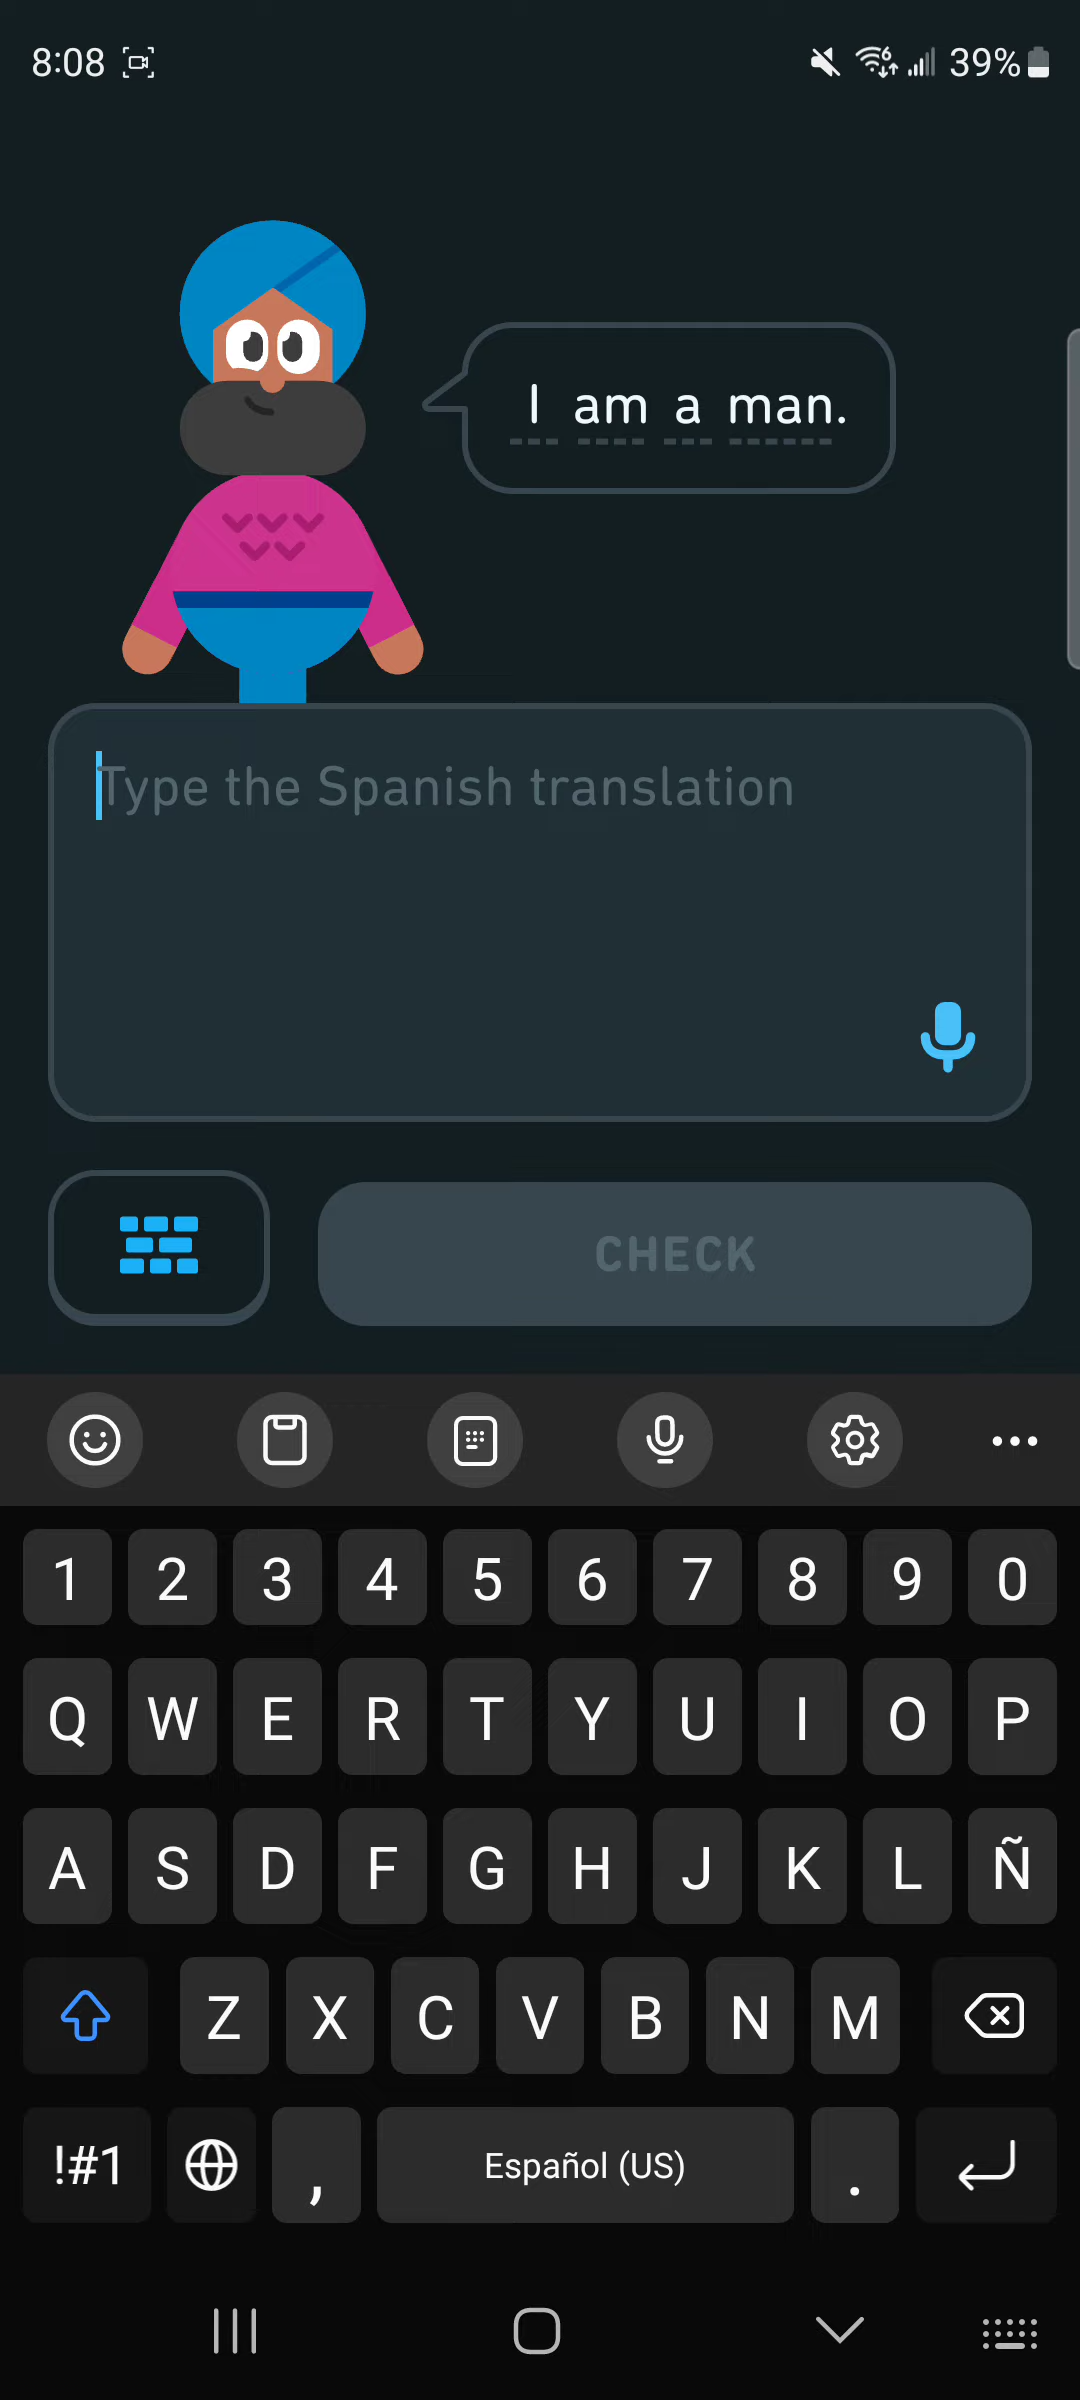 8:08 39%
I am a man.
Type the Spanish translation
CHECK
1 2 3 4 5 6 7 8 9 0
Q W E R T Y U I O P
A S D F G H J K L Ñ
Z X C V B N M
!#1 , Español (US) .